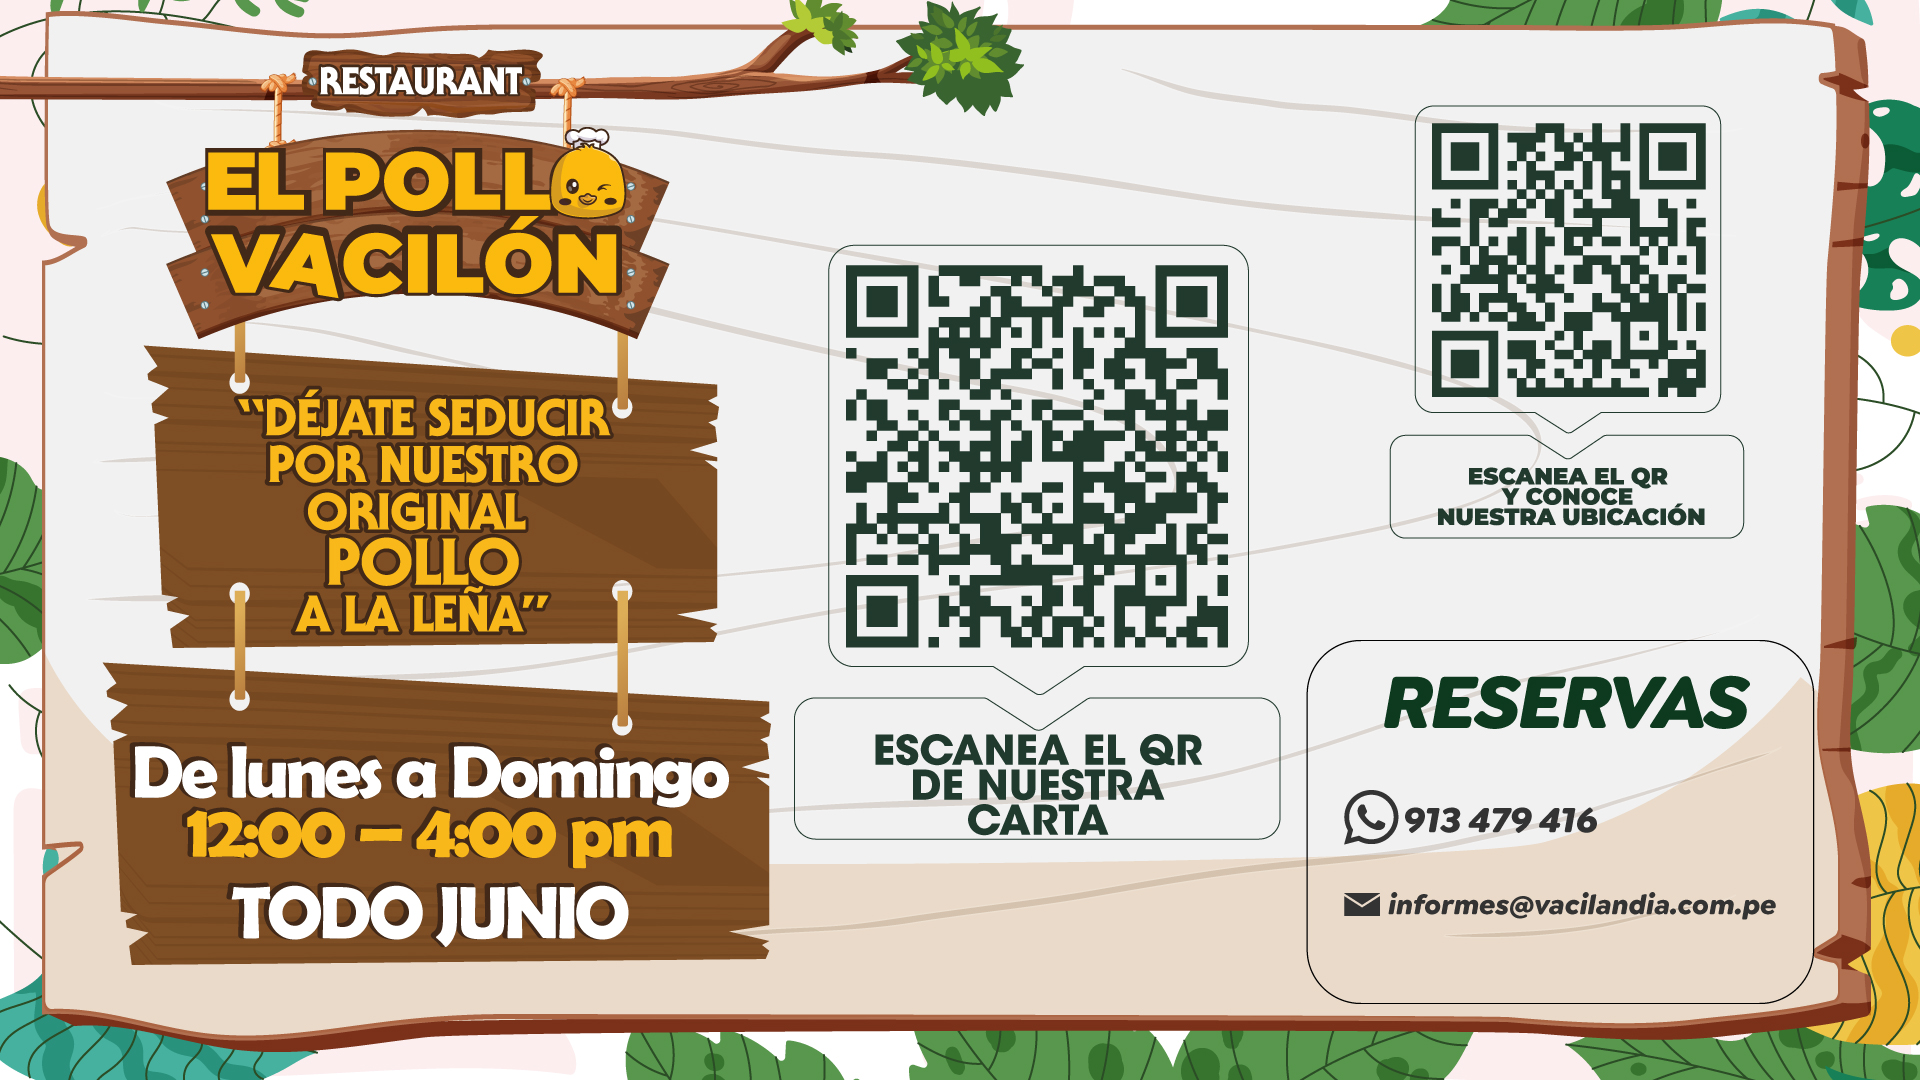 RESTAURANT
EL POLLO
VACILÓN
“DÉJATE SEDUCIR
POR NUESTRO
ORIGINAL
POLLO
A LA LEÑA”
De lunes a Domingo
12:00 – 4:00 pm
TODO JUNIO
ESCANEA EL QR
DE NUESTRA
CARTA
ESCANEA EL QR
Y CONOCE
NUESTRA UBICACIÓN
RESERVAS
913 479 416
informes@vacilandia.com.pe